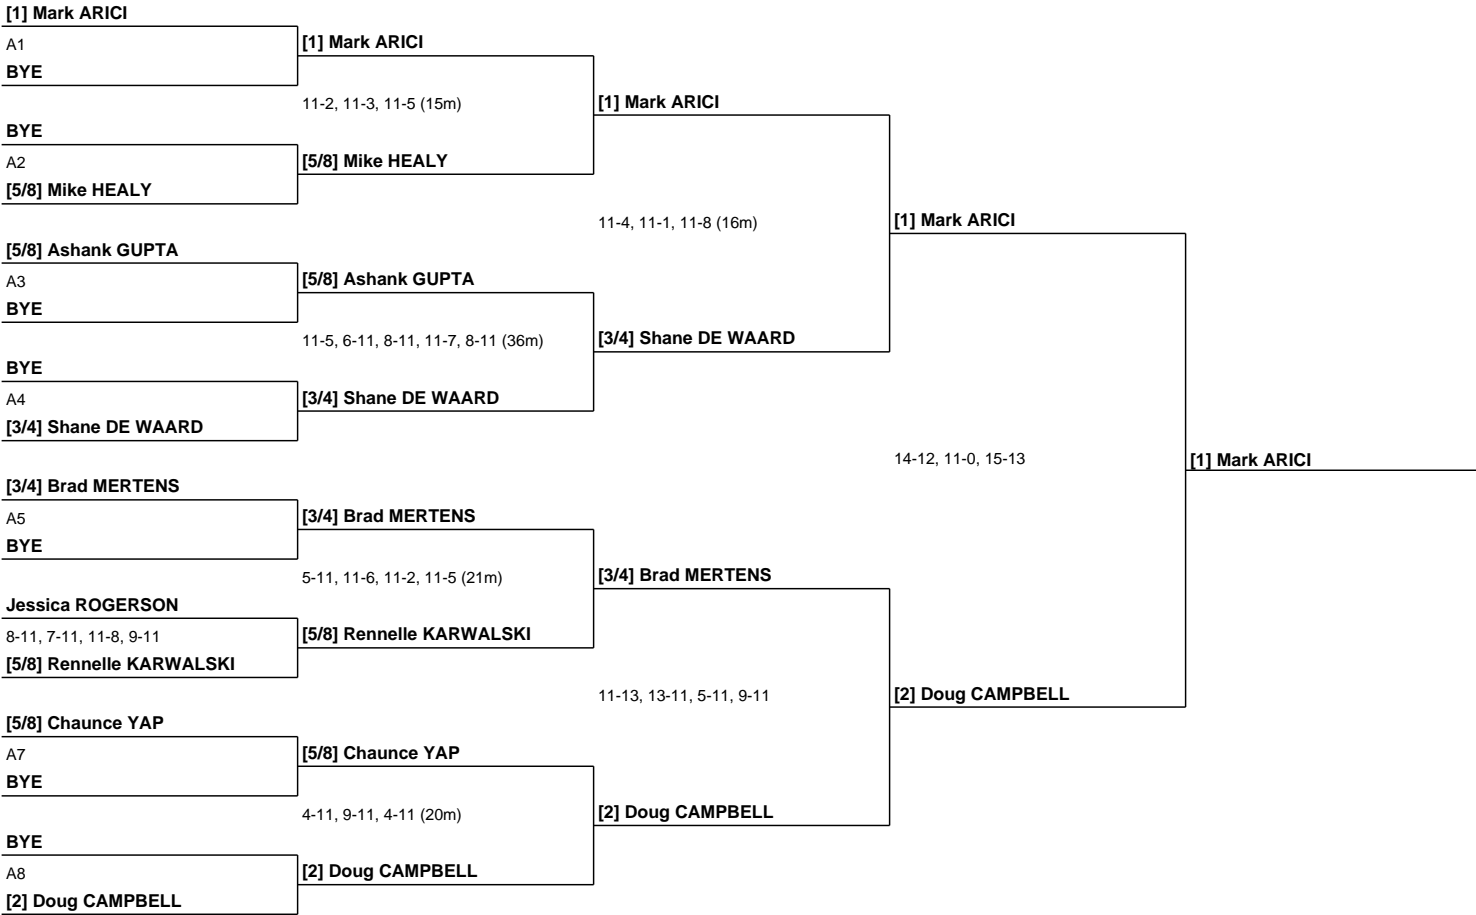 [1] Mark ARICI
A1
BYE
BYE
A2
[5/8] Mike HEALY
[5/8] Ashank GUPTA
A3
BYE
BYE
A4
[3/4] Shane DE WAARD
[3/4] Brad MERTENS
A5
BYE
Jessica ROGERSON
8-11, 7-11, 11-8, 9-11
[5/8] Rennelle KARWALSKI
[5/8] Chaunce YAP
A7
BYE
BYE
A8
[2] Doug CAMPBELL
[1] Mark ARICI
11-2, 11-3, 11-5 (15m)
[5/8] Mike HEALY
[5/8] Ashank GUPTA
11-5, 6-11, 8-11, 11-7, 8-11 (36m)
[3/4] Shane DE WAARD
[3/4] Brad MERTENS
5-11, 11-6, 11-2, 11-5 (21m)
[5/8] Rennelle KARWALSKI
[5/8] Chaunce YAP
4-11, 9-11, 4-11 (20m)
[2] Doug CAMPBELL
[1] Mark ARICI
11-4, 11-1, 11-8 (16m)
[3/4] Shane DE WAARD
[3/4] Brad MERTENS
11-13, 13-11, 5-11, 9-11
[2] Doug CAMPBELL
[1] Mark ARICI
14-12, 11-0, 15-13
[2] Doug CAMPBELL
[1] Mark ARICI